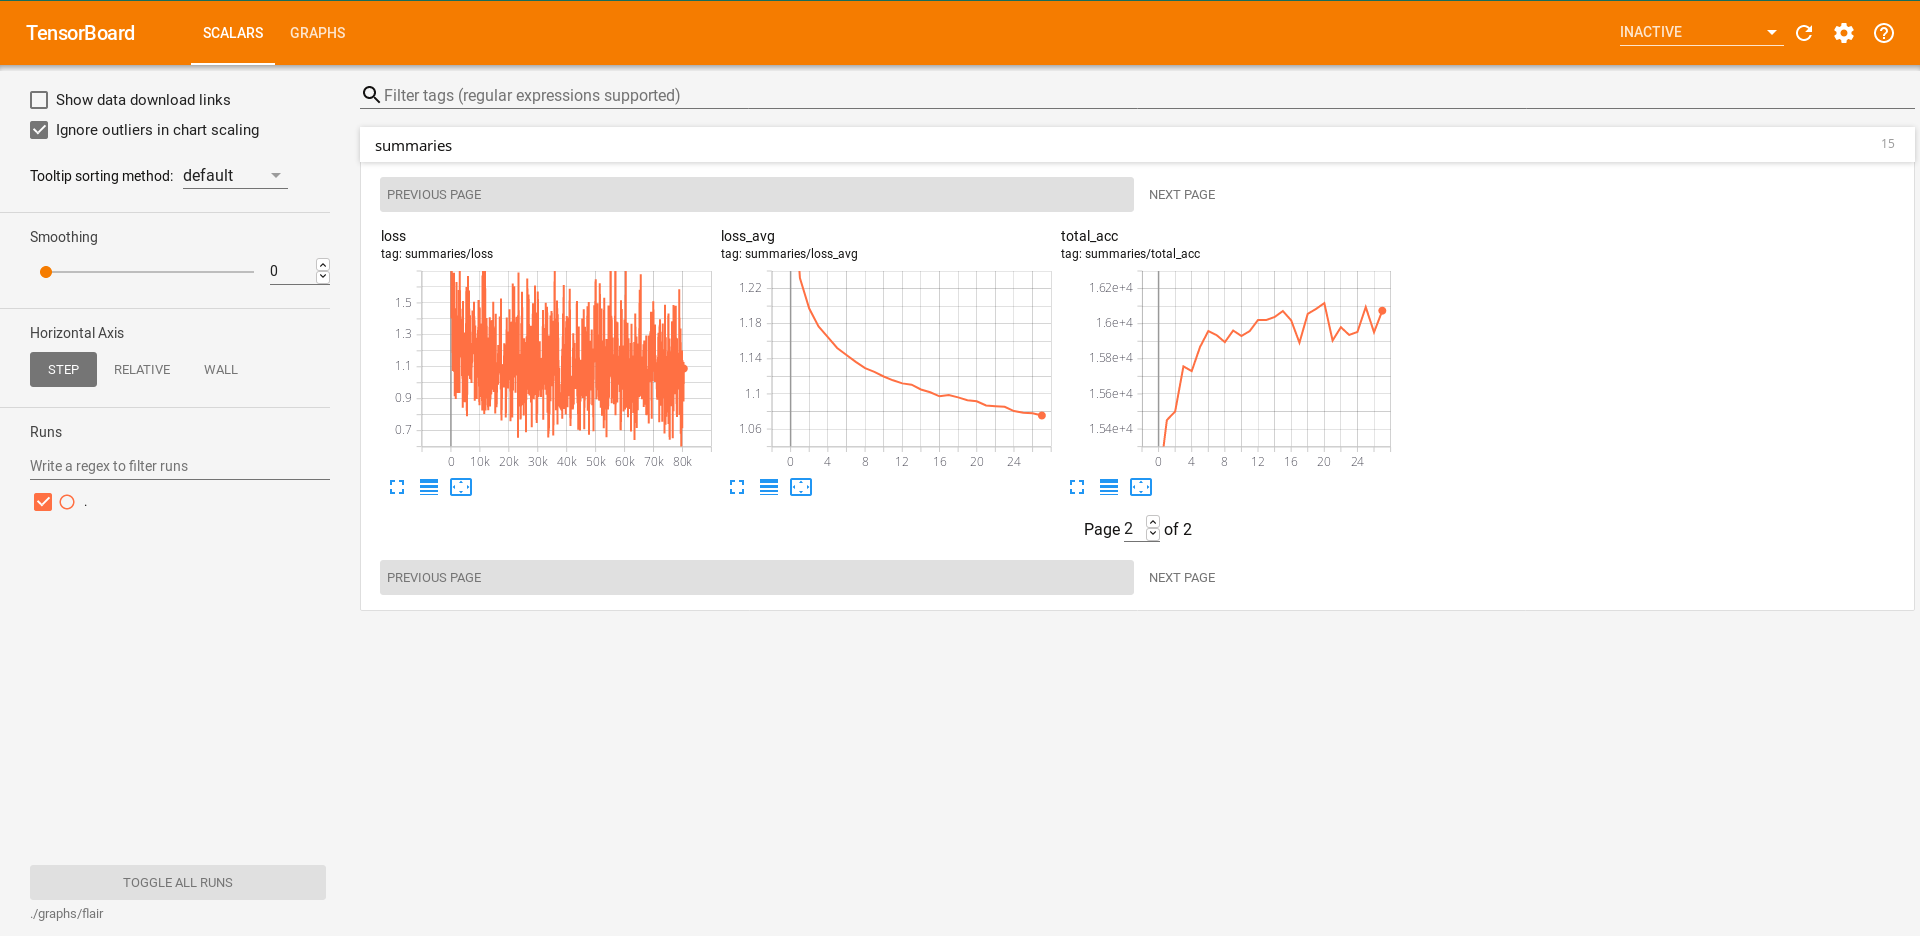 TensorBoard SCALARS GRAPHS INACTIVE
Show data download links
Ignore outliers in chart scaling
Tooltip sorting method: default
Smoothing
0
Horizontal Axis
STEP RELATIVE WALL
Runs
Write a regex to filter runs
.
TOGGLE ALL RUNS
./graphs/flair
Filter tags (regular expressions supported)
summaries 15
PREVIOUS PAGE NEXT PAGE
loss
tag: summaries/loss
1.5
1.3
1.1
0.9
0.7
0 10k 20k 30k 40k 50k 60k 70k 80k
loss_avg
tag: summaries/loss_avg
1.22
1.18
1.14
1.1
1.06
0 4 8 12 16 20 24
total_acc
tag: summaries/total_acc
1.62e+4
1.6e+4
1.58e+4
1.56e+4
1.54e+4
0 4 8 12 16 20 24
Page 2 of 2
PREVIOUS PAGE NEXT PAGE